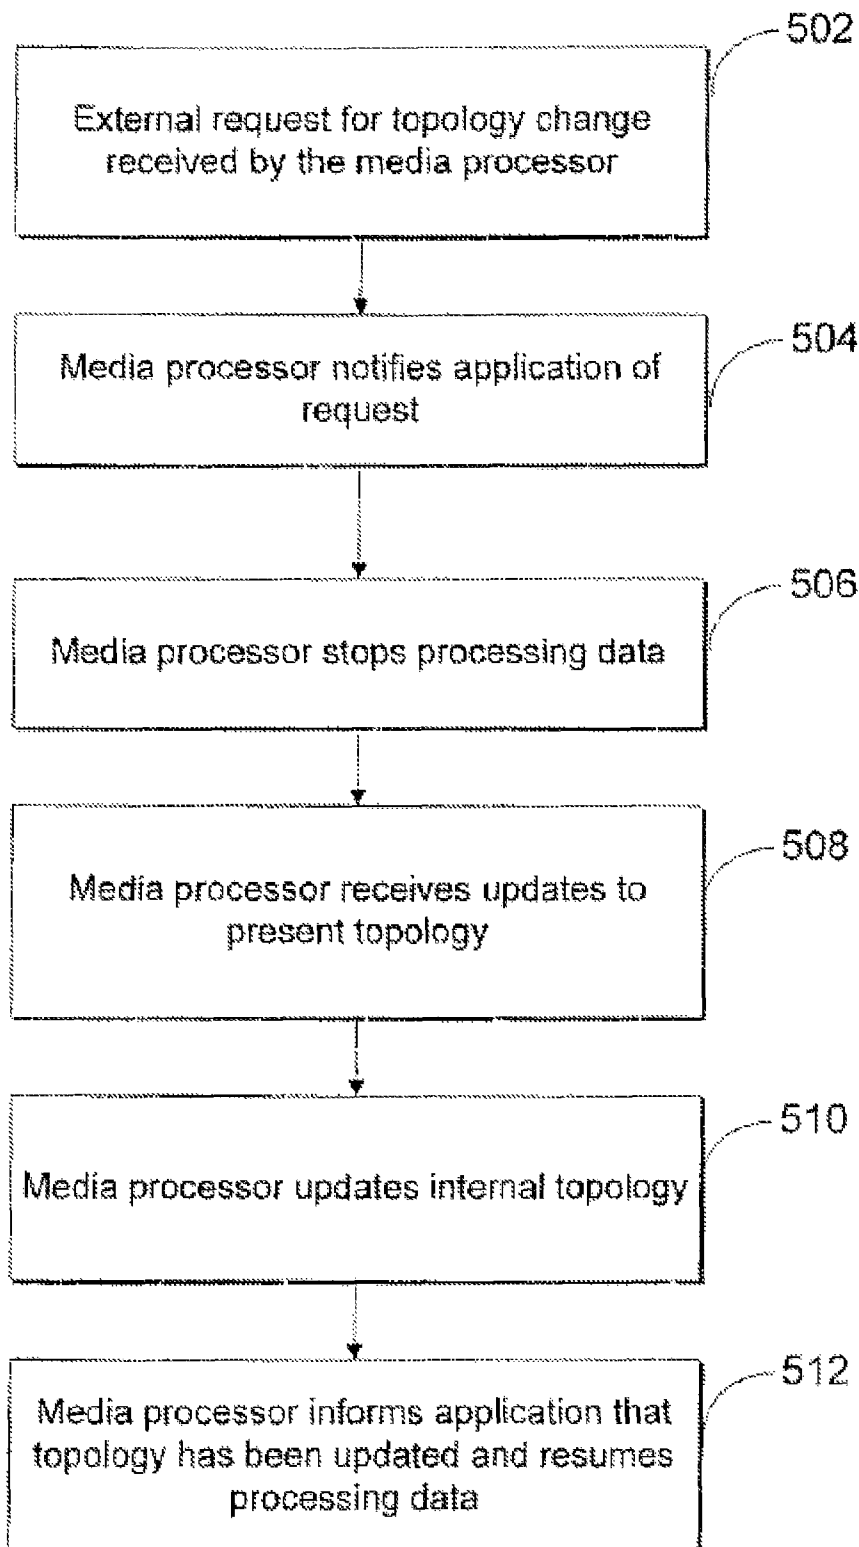 502
External request for topology change
received by the media processor
504
Media processor notifies application of
request
506
Media processor stops processing data
508
Media processor receives updates to
present topology
510
Media processor updates internal topology
512
Media processor informs application that
topology has been updated and resumes
processing data